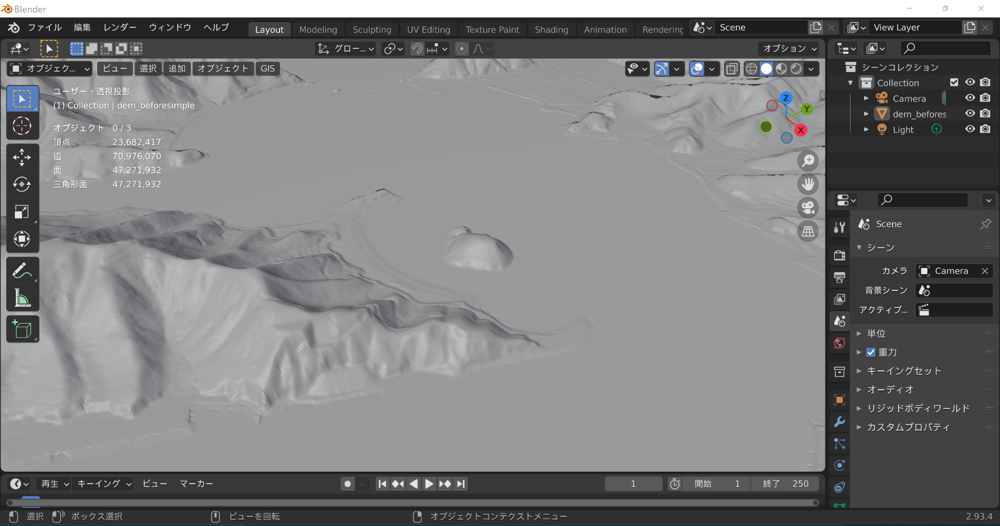 Blender
ファイル 編集 レンダー ウィンドウ ヘルプ Layout Modeling Sculpting UV Editing Texture Paint Shading Animation Rendering Scene View Layer
グロー... オプション
オブジェク... ビュー 選択 追加 オブジェクト GIS
ユーザー・透視投影
(1) Collection | dem_beforesimple
オブジェクト 0 / 3
頂点 23,682,417
辺 70,976,070
面 47,271,932
三角形面 47,271,932
Z
Y
X
シーンコレクション
Collection
Camera
dem_befores
Light
Scene
シーン
カメラ Camera
背景シーン
アクティブ...
単位
重力
キーイングセット
オーディオ
リジッドボディワールド
カスタムプロパティ
再生 キーイング ビュー マーカー 1 開始 1 終了 250
選択 ボックス選択 ビューを回転 オブジェクトコンテクストメニュー 2.93.4